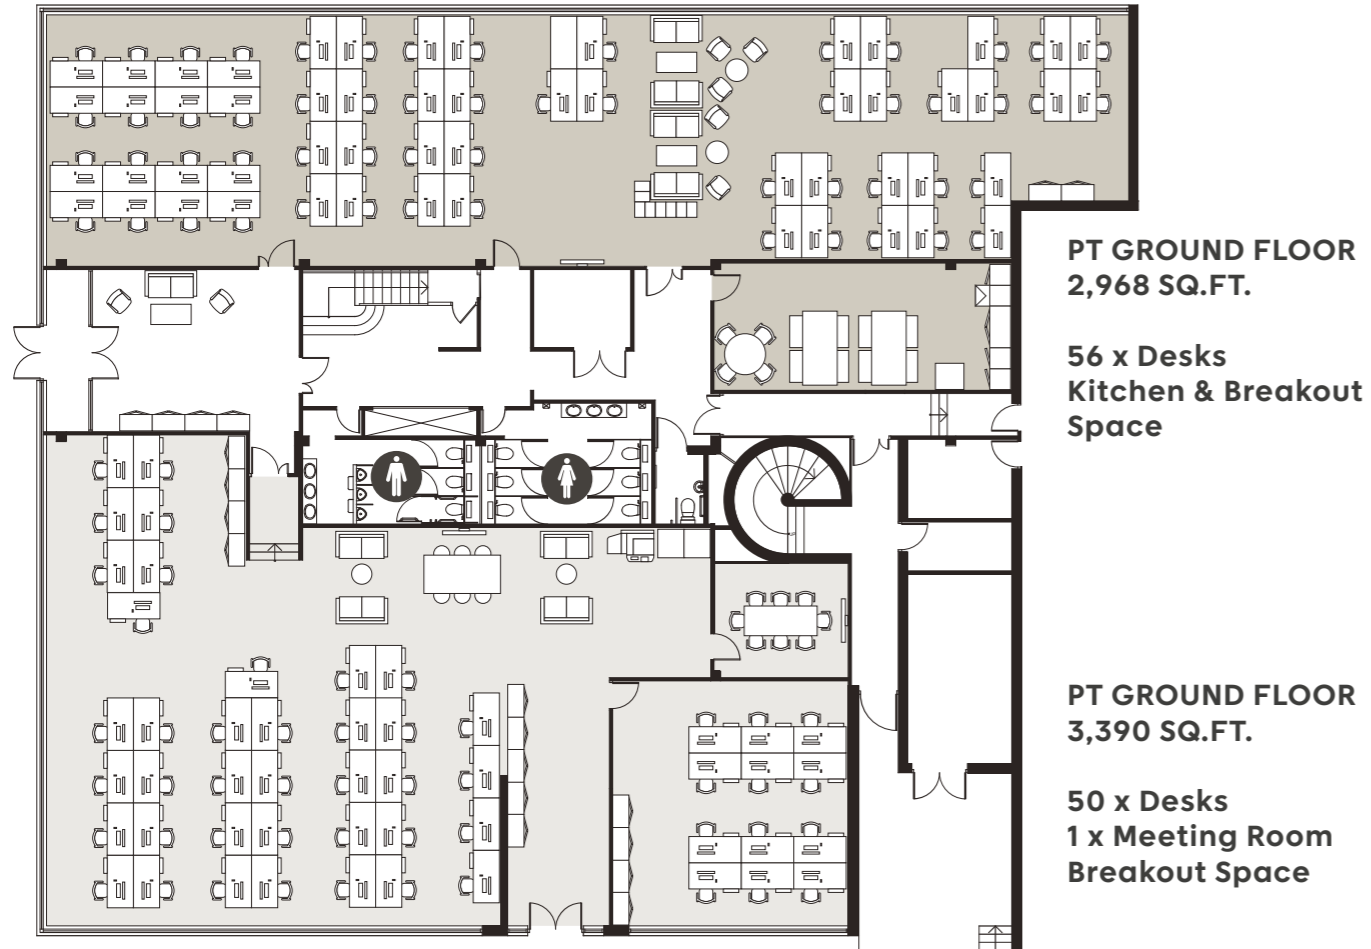 PT GROUND FLOOR
2,968 SQ.FT.
56 x Desks
Kitchen & Breakout
Space
PT GROUND FLOOR
3,390 SQ.FT.
50 x Desks
1 x Meeting Room
Breakout Space